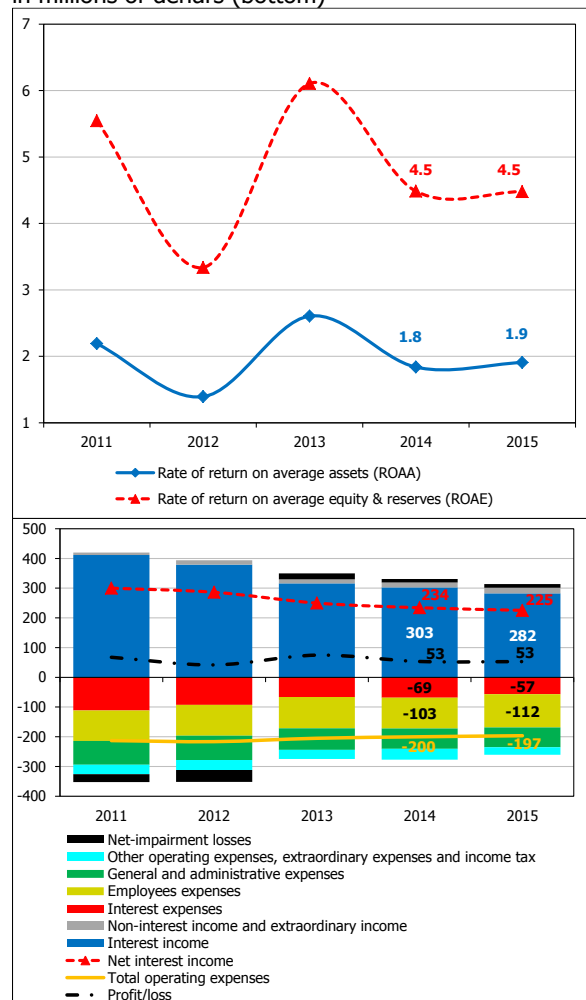 in millions of denars (bottom)
7
6
5
4
3
2
1
4.5 4.5
1.8 1.9
2011 2012 2013 2014 2015
Rate of return on average assets (ROAA)
Rate of return on average equity & reserves (ROAE)
500
400
300
200
100
0
-100
-200
-300
-400
234 225
303 282
53 53
-69 -57
-103 -112
-200 -197
2011 2012 2013 2014 2015
Net-impairment losses
Other operating expenses, extraordinary expenses and income tax
General and administrative expenses
Employees expenses
Interest expenses
Non-interest income and extraordinary income
Interest income
Net interest income
Total operating expenses
Profit/loss